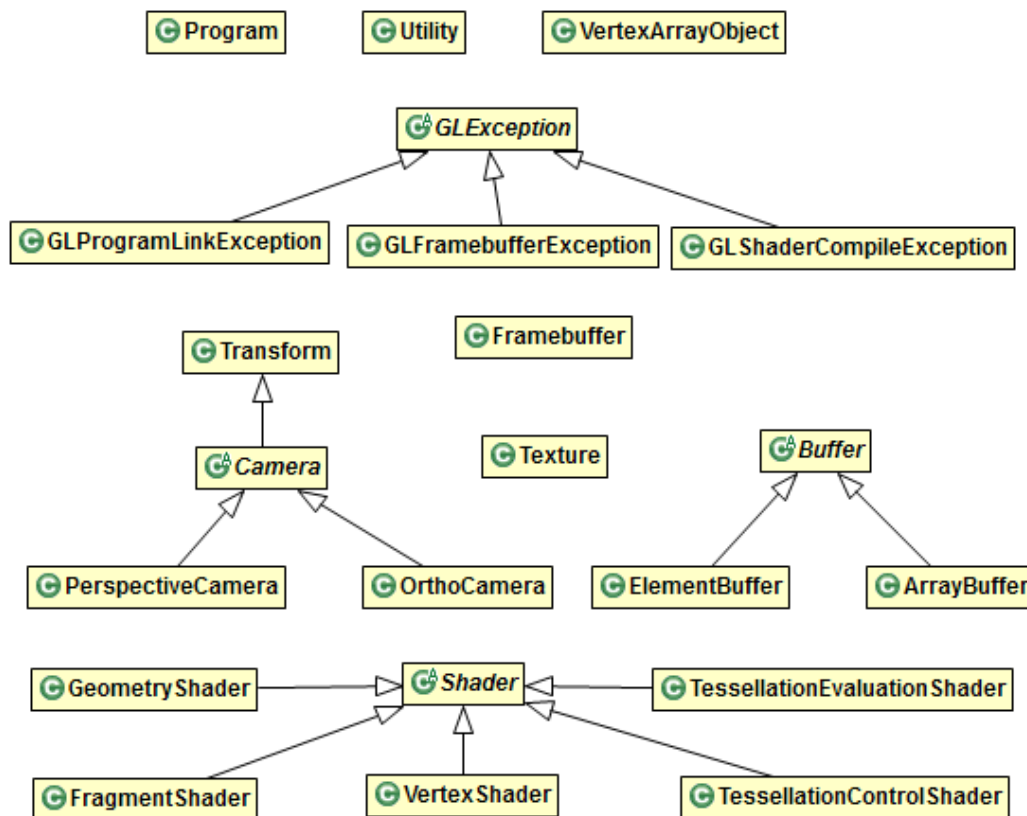 Program
Utility
VertexArrayObject
GLException
GLProgramLinkException
GLFramebufferException
GLShaderCompileException
Framebuffer
Transform
Texture
Camera
Buffer
PerspectiveCamera
OrthoCamera
ElementBuffer
ArrayBuffer
GeometryShader
Shader
TessellationEvaluationShader
FragmentShader
VertexShader
TessellationControlShader